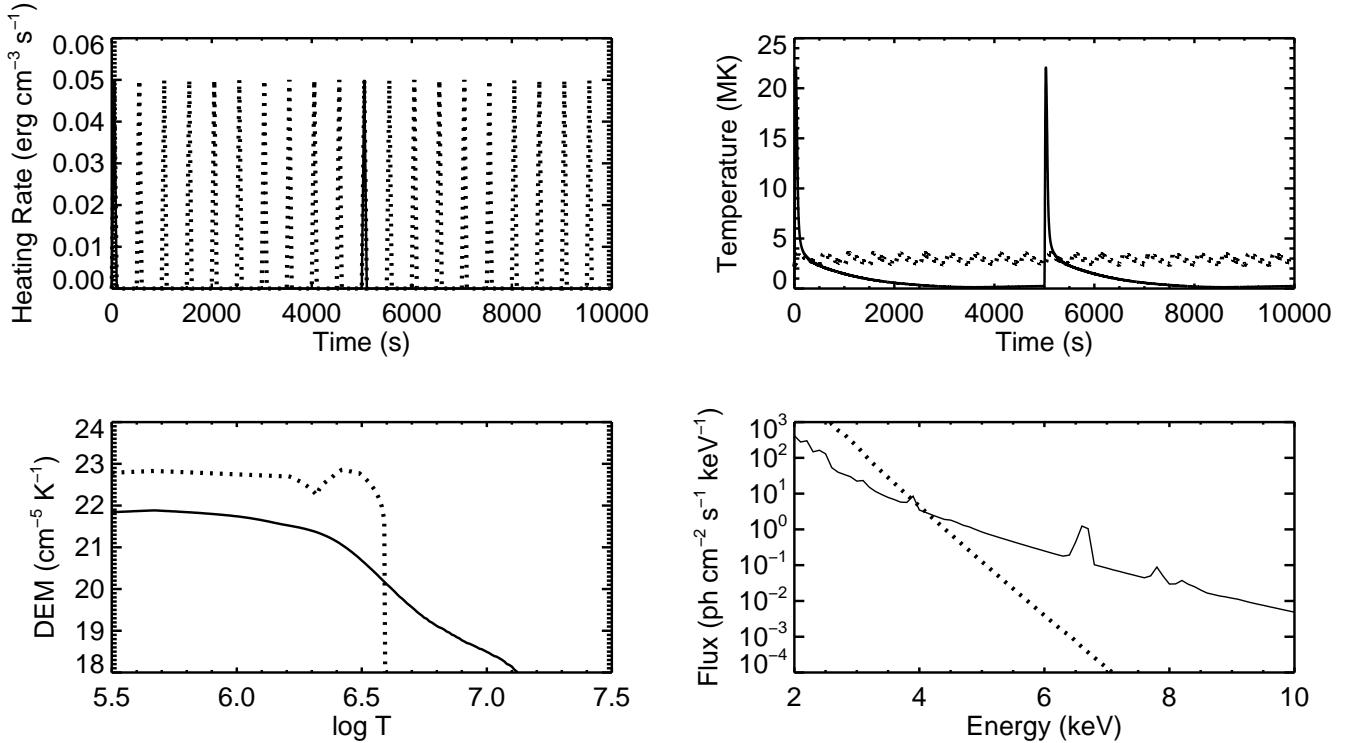 Heating Rate (erg cm⁻³ s⁻¹)
0.06
0.05
0.04
0.03
0.02
0.01
0.00
0 2000 4000 6000 8000 10000
Time (s)
Temperature (MK)
25
20
15
10
5
0
0 2000 4000 6000 8000 10000
Time (s)
DEM (cm⁻⁵ K⁻¹)
24
23
22
21
20
19
18
5.5 6.0 6.5 7.0 7.5
log T
Flux (ph cm⁻² s⁻¹ keV⁻¹)
10³
10²
10¹
10⁰
10⁻¹
10⁻²
10⁻³
10⁻⁴
2 4 6 8 10
Energy (keV)